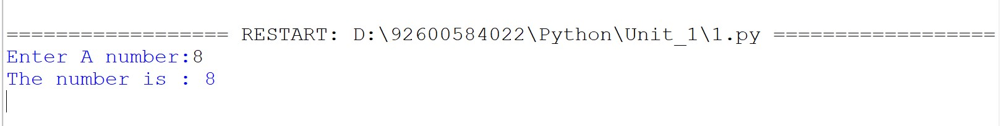 ================== RESTART: D:\92600584022\Python\Unit_1\1.py ==================
Enter A number:8
The number is : 8